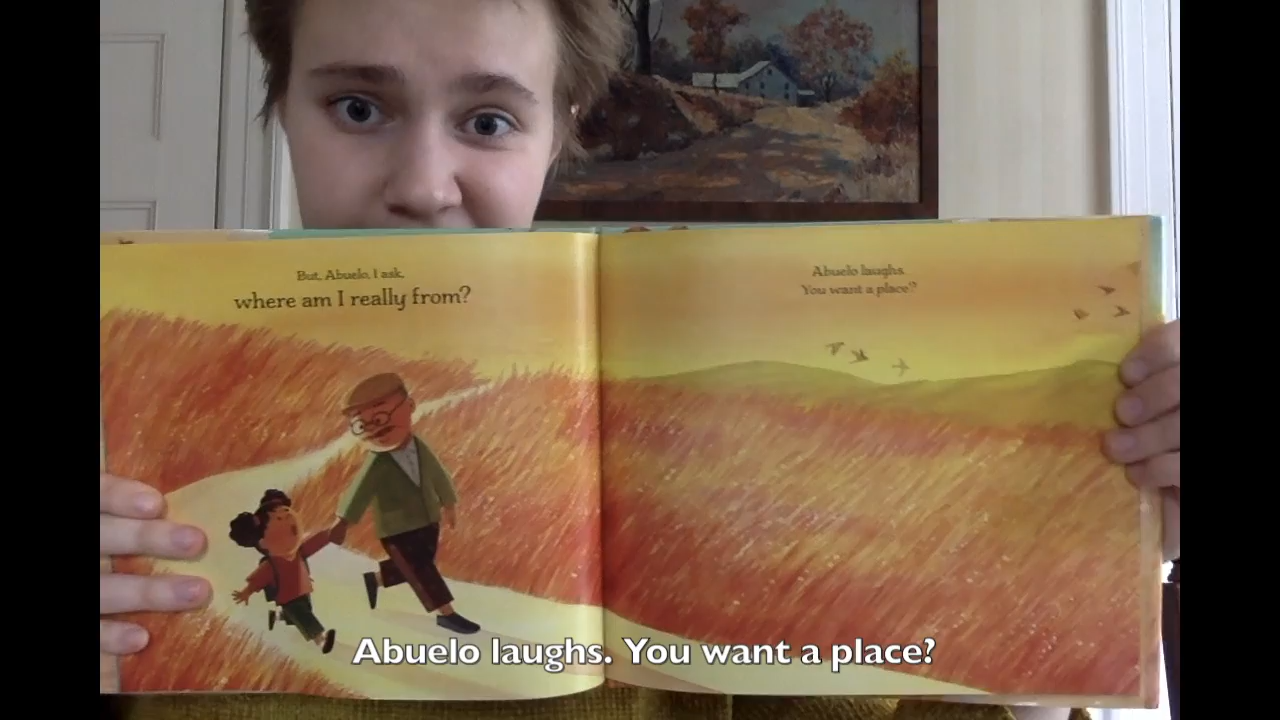 But, Abuelo, I ask,
where am I really from?
Abuelo laughs.
You want a place?
Abuelo laughs. You want a place?